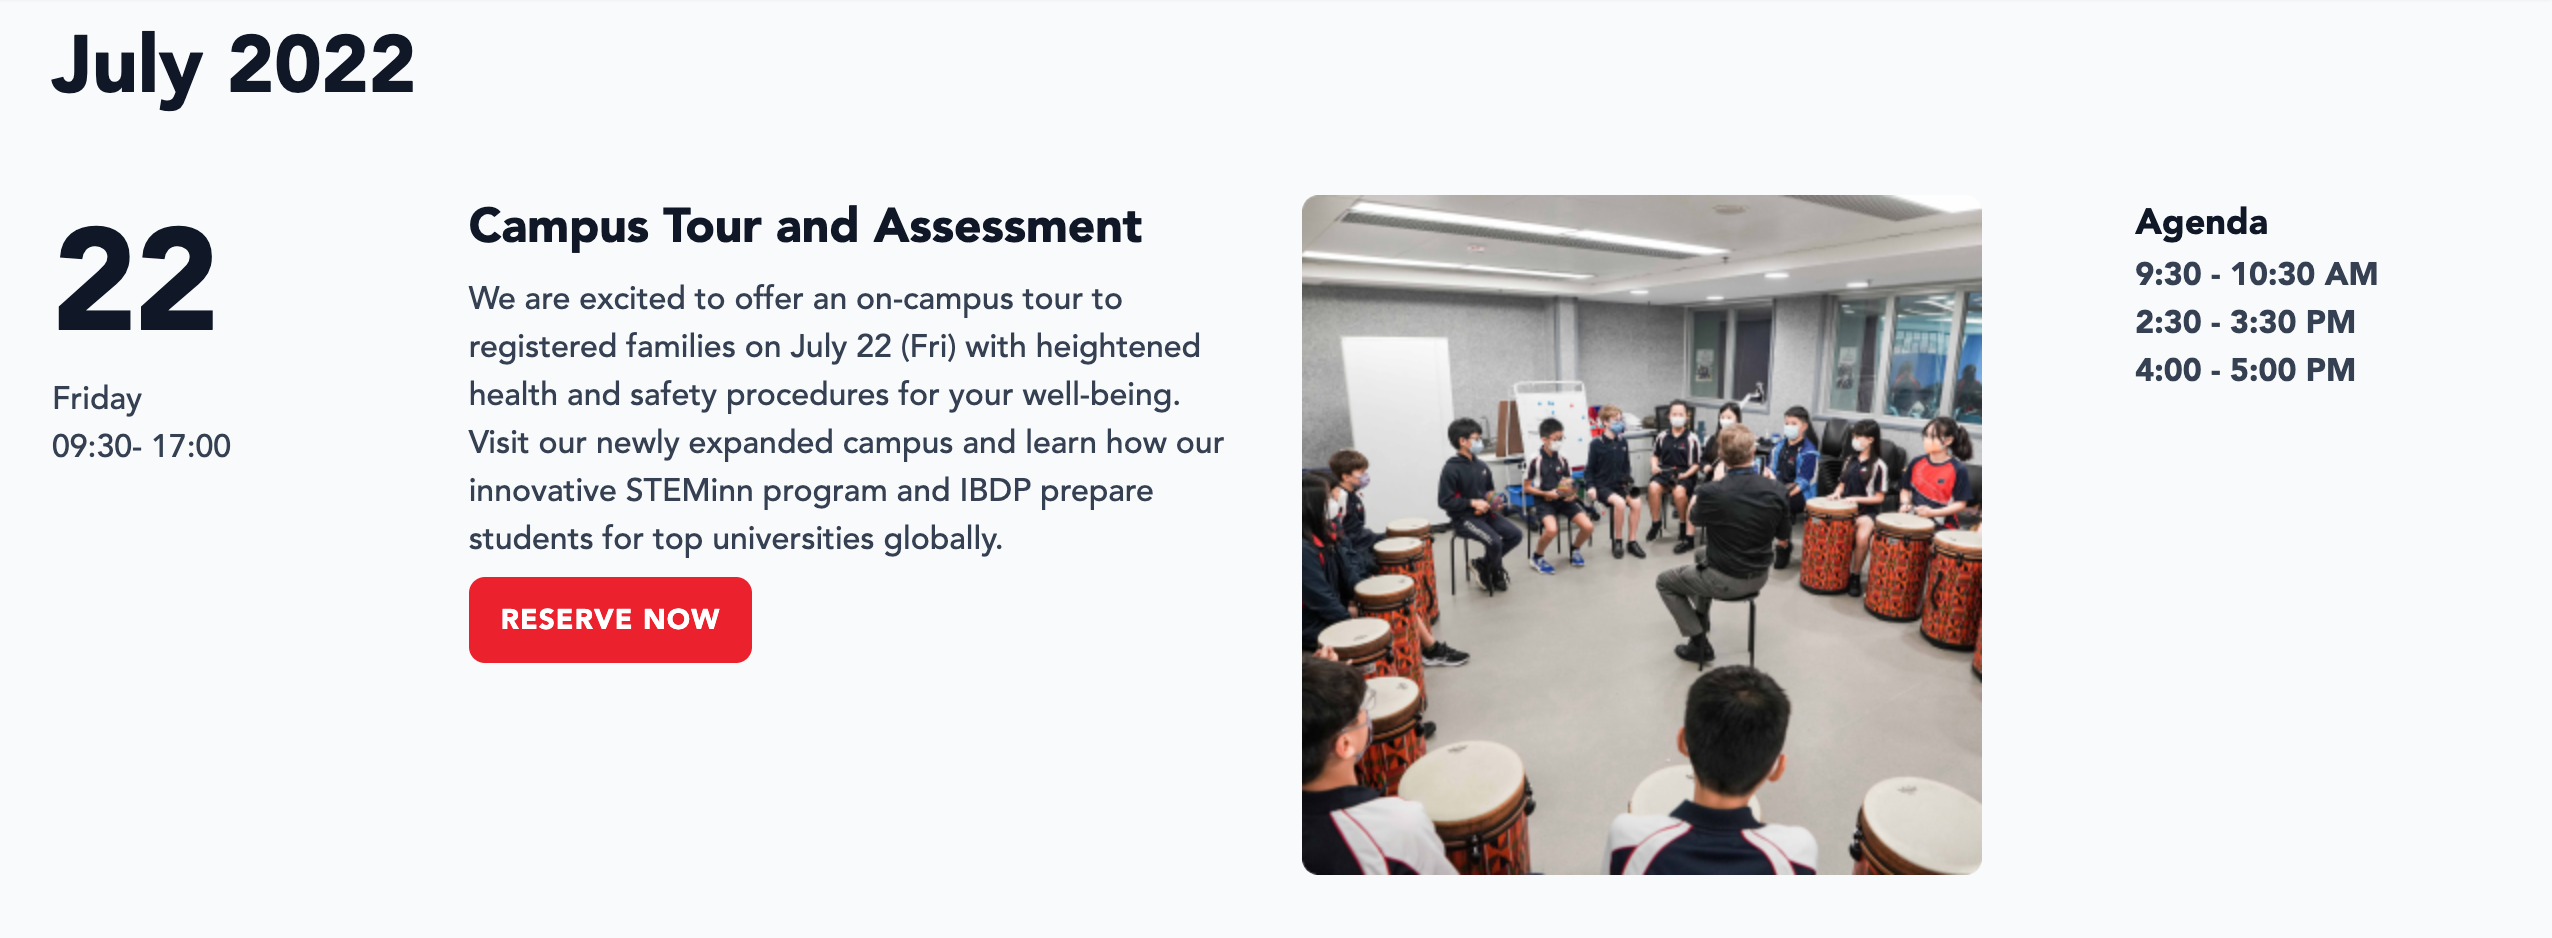 July 2022
22
Friday
09:30- 17:00
Campus Tour and Assessment
We are excited to offer an on-campus tour to
registered families on July 22 (Fri) with heightened
health and safety procedures for your well-being.
Visit our newly expanded campus and learn how our
innovative STEMinn program and IBDP prepare
students for top universities globally.
RESERVE NOW
Agenda
9:30 - 10:30 AM
2:30 - 3:30 PM
4:00 - 5:00 PM